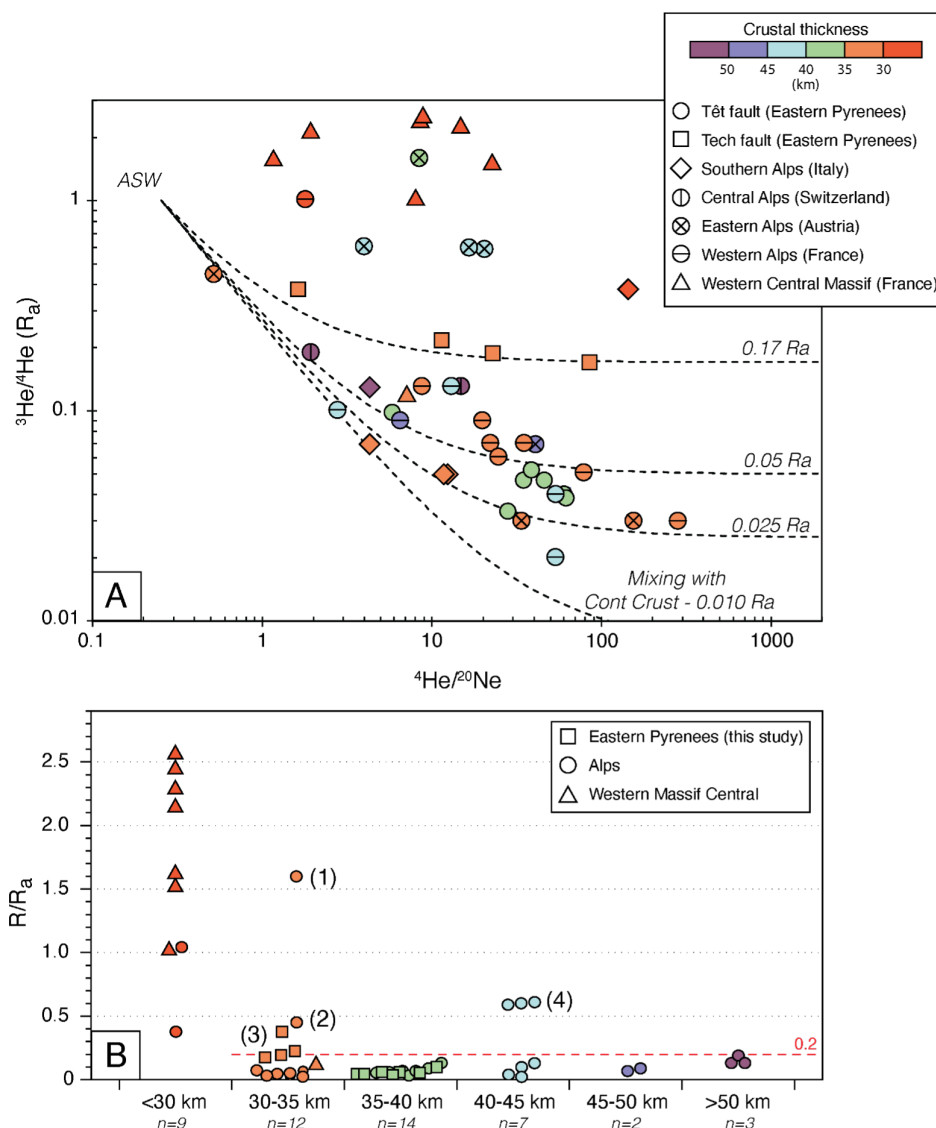 Crustal thickness
50 45 40 35 30
(km)
Têt fault (Eastern Pyrenees)
Tech fault (Eastern Pyrenees)
Southern Alps (Italy)
Central Alps (Switzerland)
Eastern Alps (Austria)
Western Alps (France)
Western Central Massif (France)
ASW
1
0.1
0.01
³He/⁴He (Rₐ)
0.17 Ra
0.05 Ra
0.025 Ra
Mixing with
Cont Crust - 0.010 Ra
A
0.1 1 10 100 1000
⁴He/²⁰Ne
Eastern Pyrenees (this study)
Alps
Western Massif Central
2.5
2.0
1.5
1.0
0.5
0
R/Rₐ
(1)
(2)
(3)
(4)
0.2
B
<30 km 30-35 km 35-40 km 40-45 km 45-50 km >50 km
n=9 n=12 n=14 n=7 n=2 n=3